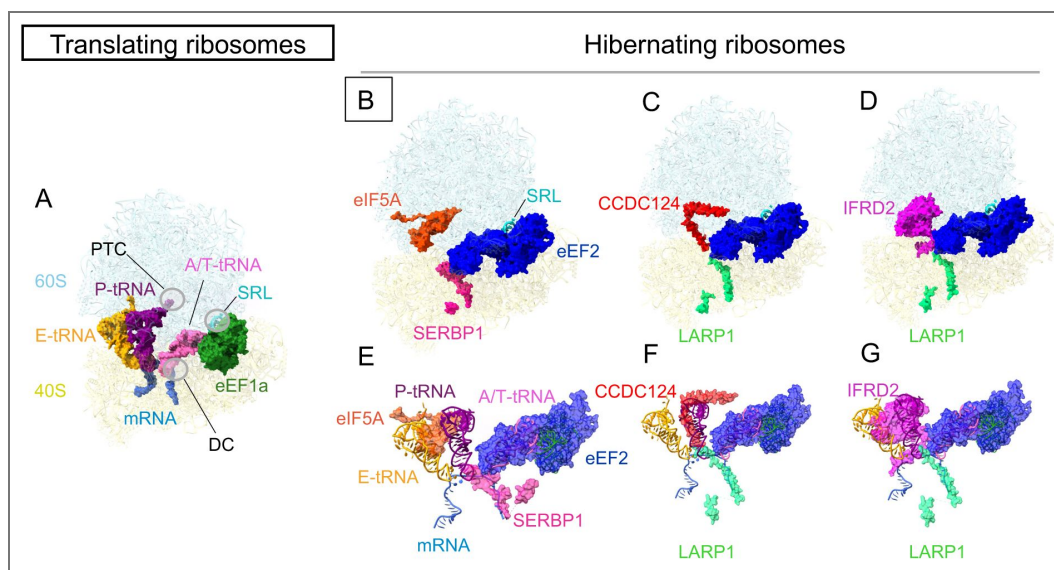 Translating ribosomes
Hibernating ribosomes
A
PTC
A/T-tRNA
60S
P-tRNA
SRL
E-tRNA
40S
eEF1a
mRNA
DC
B
eIF5A
SRL
eEF2
SERBP1
C
CCDC124
LARP1
D
IFRD2
LARP1
E
P-tRNA
A/T-tRNA
eIF5A
eEF2
E-tRNA
SERBP1
mRNA
F
CCDC124
LARP1
G
IFRD2
LARP1